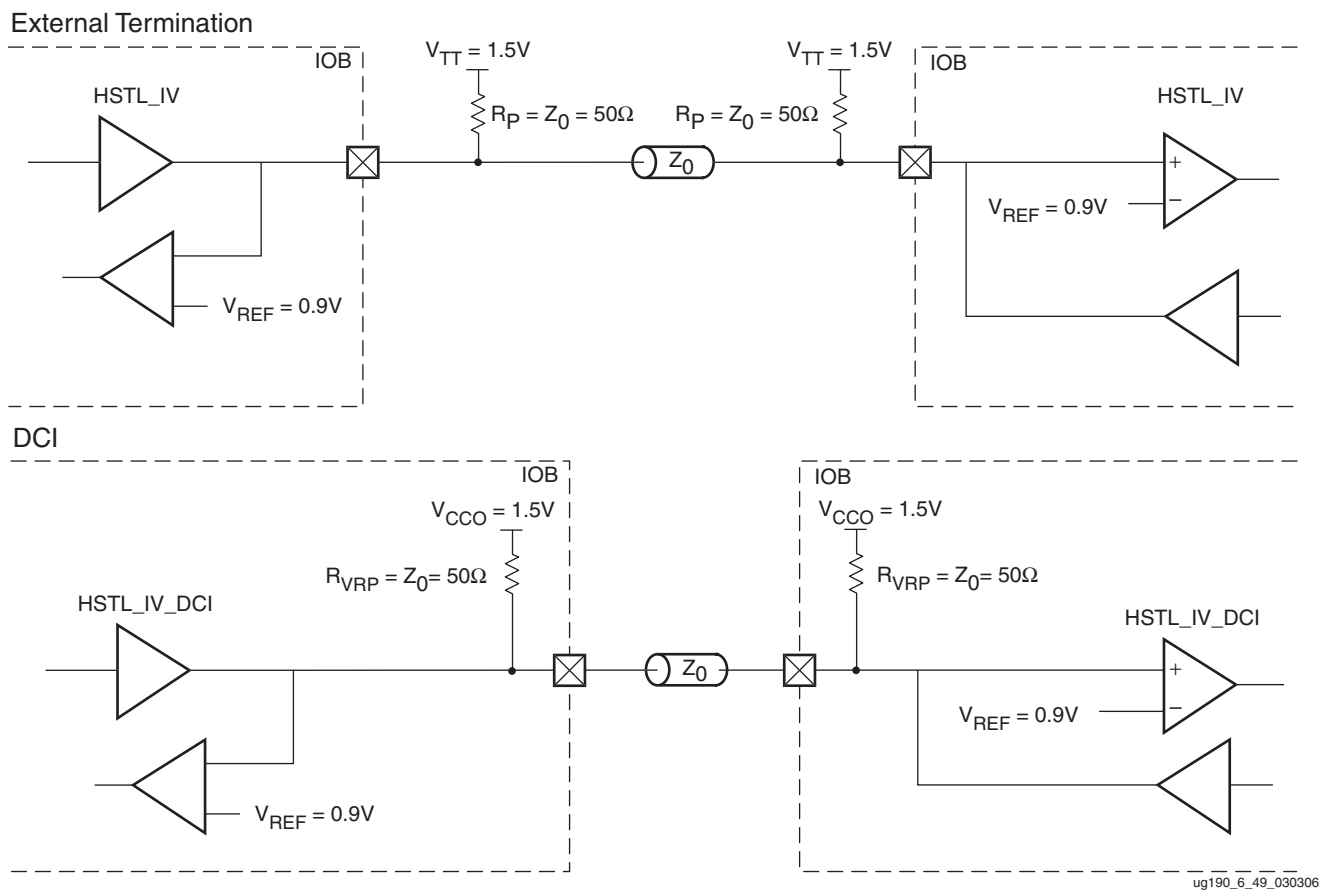 External Termination
IOB
V_TT = 1.5V
V_TT = 1.5V
IOB
HSTL_IV
R_P = Z_0 = 50Ω
R_P = Z_0 = 50Ω
HSTL_IV
Z_0
+
V_REF = 0.9V
−
V_REF = 0.9V
DCI
IOB
V_CCO = 1.5V
IOB
V_CCO = 1.5V
R_VRP = Z_0= 50Ω
R_VRP = Z_0= 50Ω
HSTL_IV_DCI
HSTL_IV_DCI
Z_0
+
V_REF = 0.9V
−
V_REF = 0.9V
ug190_6_49_030306